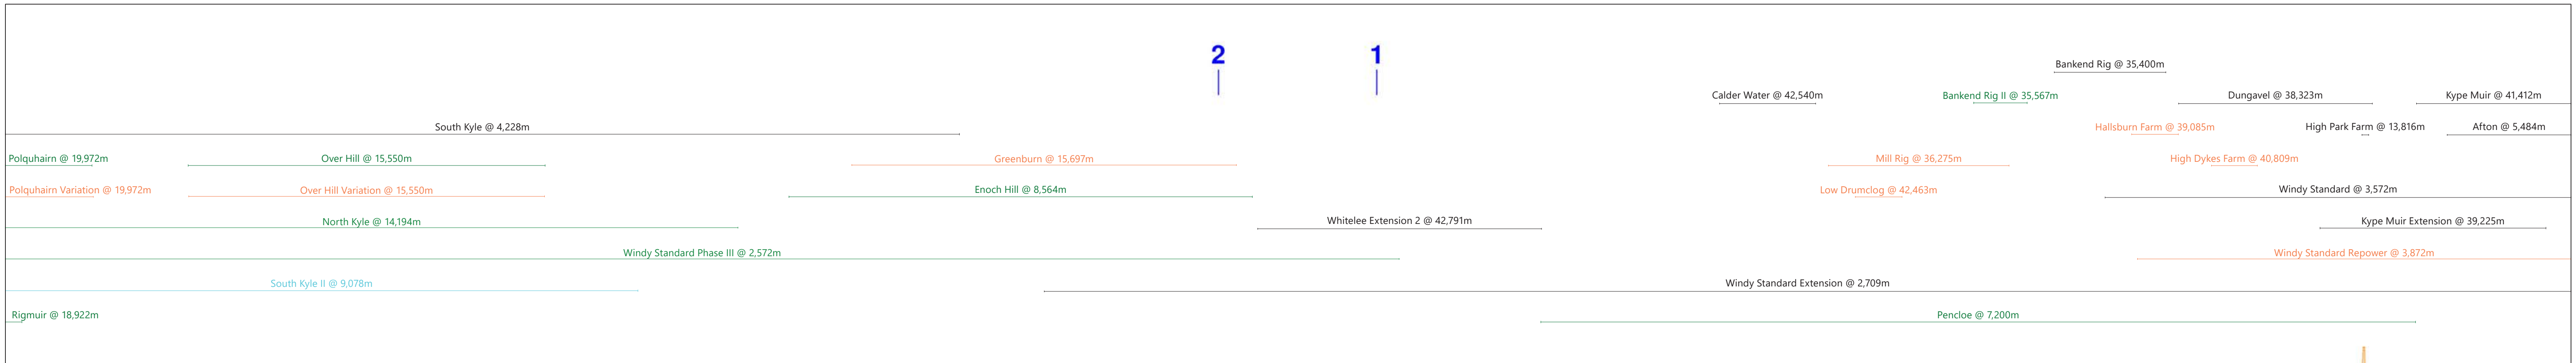 2
1
Bankend Rig @ 35,400m
Calder Water @ 42,540m
Bankend Rig II @ 35,567m
Dungavel @ 38,323m
Kype Muir @ 41,412m
South Kyle @ 4,228m
Hallsburn Farm @ 39,085m
High Park Farm @ 13,816m
Afton @ 5,484m
Polquhairn @ 19,972m
Over Hill @ 15,550m
Greenburn @ 15,697m
Mill Rig @ 36,275m
High Dykes Farm @ 40,809m
Polquhairn Variation @ 19,972m
Over Hill Variation @ 15,550m
Enoch Hill @ 8,564m
Low Drumclog @ 42,463m
Windy Standard @ 3,572m
North Kyle @ 14,194m
Whitelee Extension 2 @ 42,791m
Kype Muir Extension @ 39,225m
Windy Standard Phase III @ 2,572m
Windy Standard Repower @ 3,872m
South Kyle II @ 9,078m
Windy Standard Extension @ 2,709m
Rigmuir @ 18,922m
Pencloe @ 7,200m